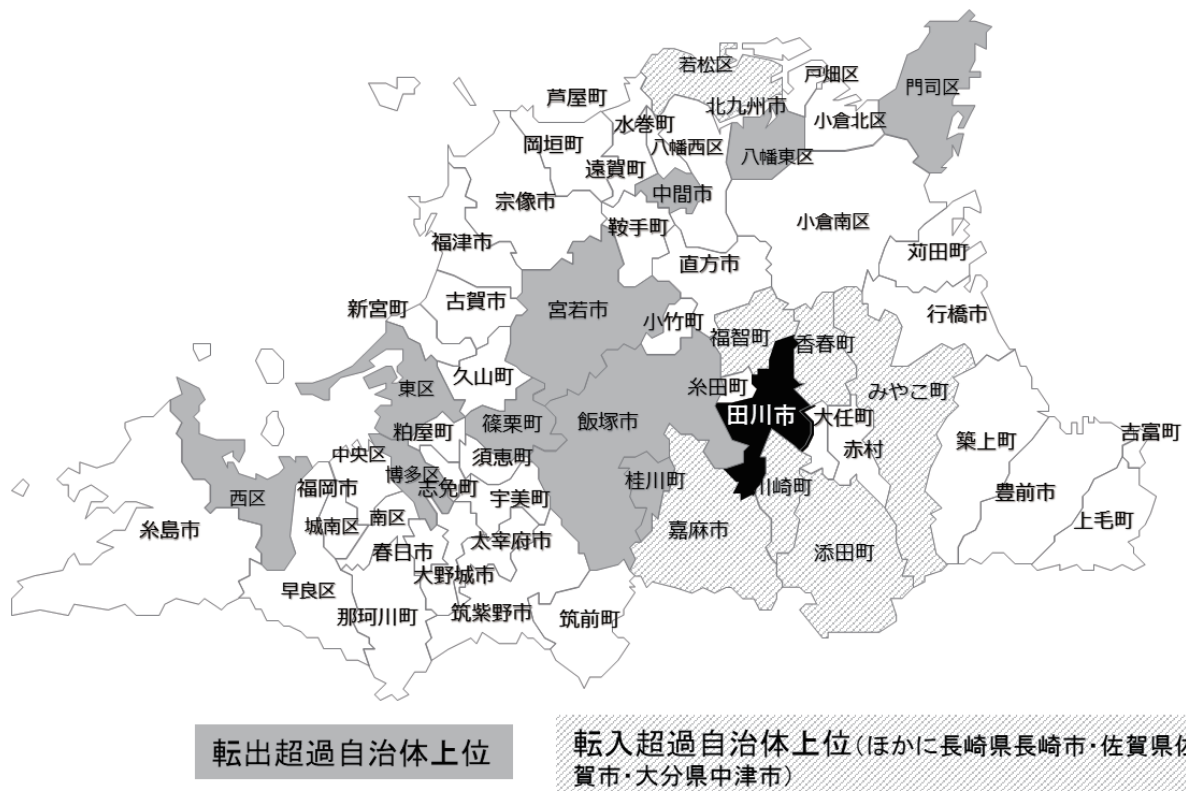 若松区
戸畑区
門司区
芦屋町
北九州市
水巻町
小倉北区
岡垣町
八幡西区
八幡東区
遠賀町
中間市
宗像市
小倉南区
鞍手町
福津市
苅田町
直方市
古賀市
新宮町
宮若市
行橋市
小竹町
福智町
香春町
久山町
東区
糸田町
みやこ町
田川市
大任町
篠栗町
飯塚市
粕屋町
赤村
築上町
吉富町
中央区
須恵町
博多区
志免町
桂川町
川崎町
福岡市
西区
宇美町
豊前市
南区
城南区
糸島市
嘉麻市
上毛町
太宰府市
春日市
添田町
大野城市
早良区
那珂川町
筑紫野市
筑前町
転出超過自治体上位
転入超過自治体上位(ほかに長崎県長崎市・佐賀県佐
賀市・大分県中津市)